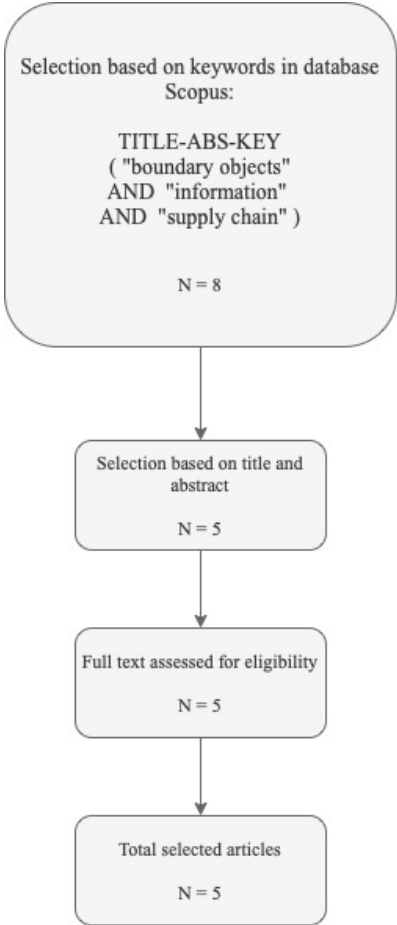 Selection based on keywords in database
Scopus:
TITLE-ABS-KEY
( "boundary objects"
AND "information"
AND "supply chain" )
N = 8
Selection based on title and
abstract
N = 5
Full text assessed for eligibility
N = 5
Total selected articles
N = 5